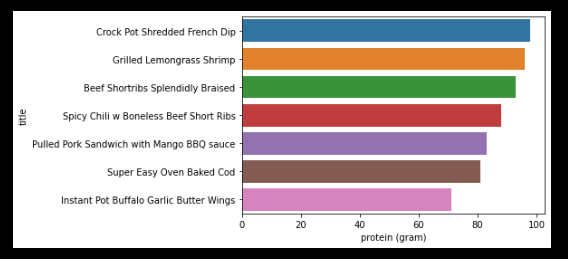 Crock Pot Shredded French Dip
Grilled Lemongrass Shrimp
Beef Shortribs Splendidly Braised
Spicy Chili w Boneless Beef Short Ribs
Pulled Pork Sandwich with Mango BBQ sauce
Super Easy Oven Baked Cod
Instant Pot Buffalo Garlic Butter Wings
title
0 20 40 60 80 100
protein (gram)